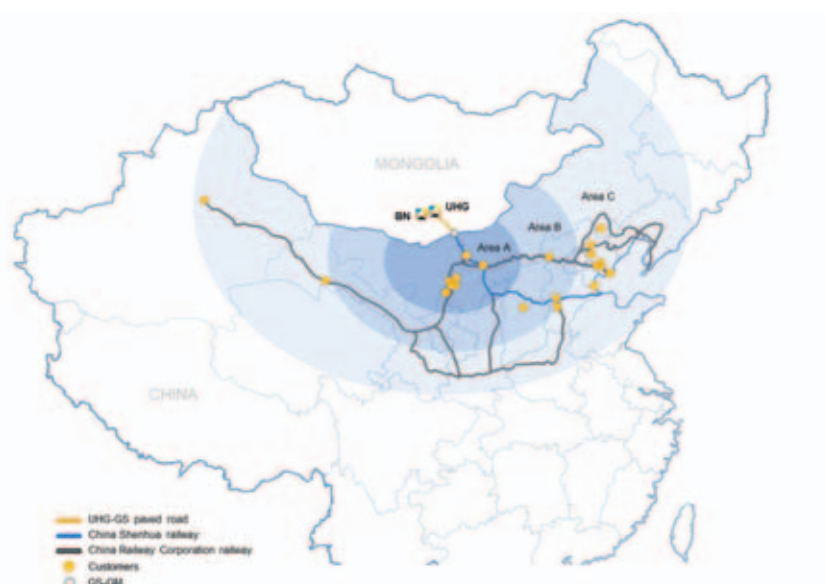 MONGOLIA
Area C
BN
UHG
Area B
Area A
CHINA
UHG-GS paved road
China Shenhua railway
China Railway Corporation railway
Customers
GS-GM